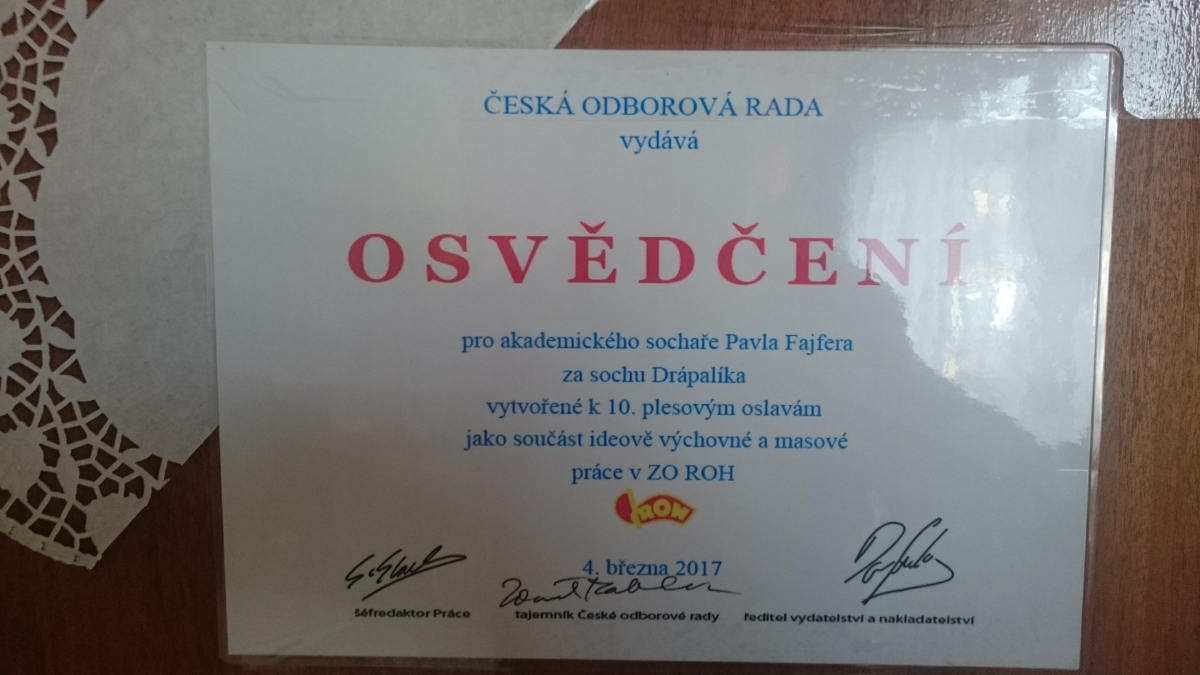 ČESKÁ ODBOROVÁ RADA
vydává
OSVĚDČENÍ
pro akademického sochaře Pavla Fajfera
za sochu Drápalíka
vytvořené k 10. plesovým oslavám
jako součást ideově výchovné a masové
práce v ZO ROH
ROH
4. března 2017
šéfredaktor Práce tajemník České odborové rady ředitel vydatelství a nakladatelství